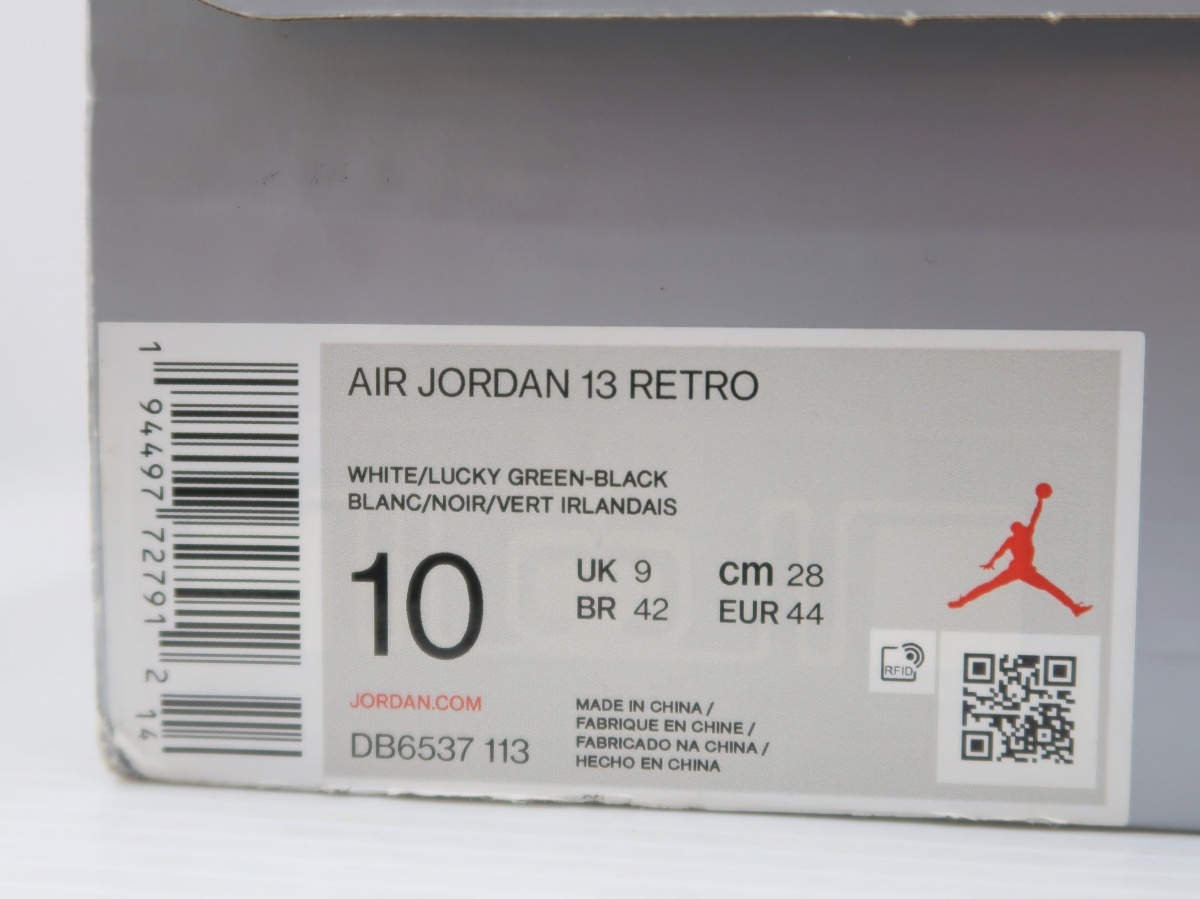 AIR JORDAN 13 RETRO
WHITE/LUCKY GREEN-BLACK
BLANC/NOIR/VERT IRLANDAIS
10
UK 9 cm 28
BR 42 EUR 44
JORDAN.COM
DB6537 113
MADE IN CHINA /
FABRIQUE EN CHINE /
FABRICADO NA CHINA /
HECHO EN CHINA
RFID
1 94497 72791 2 14